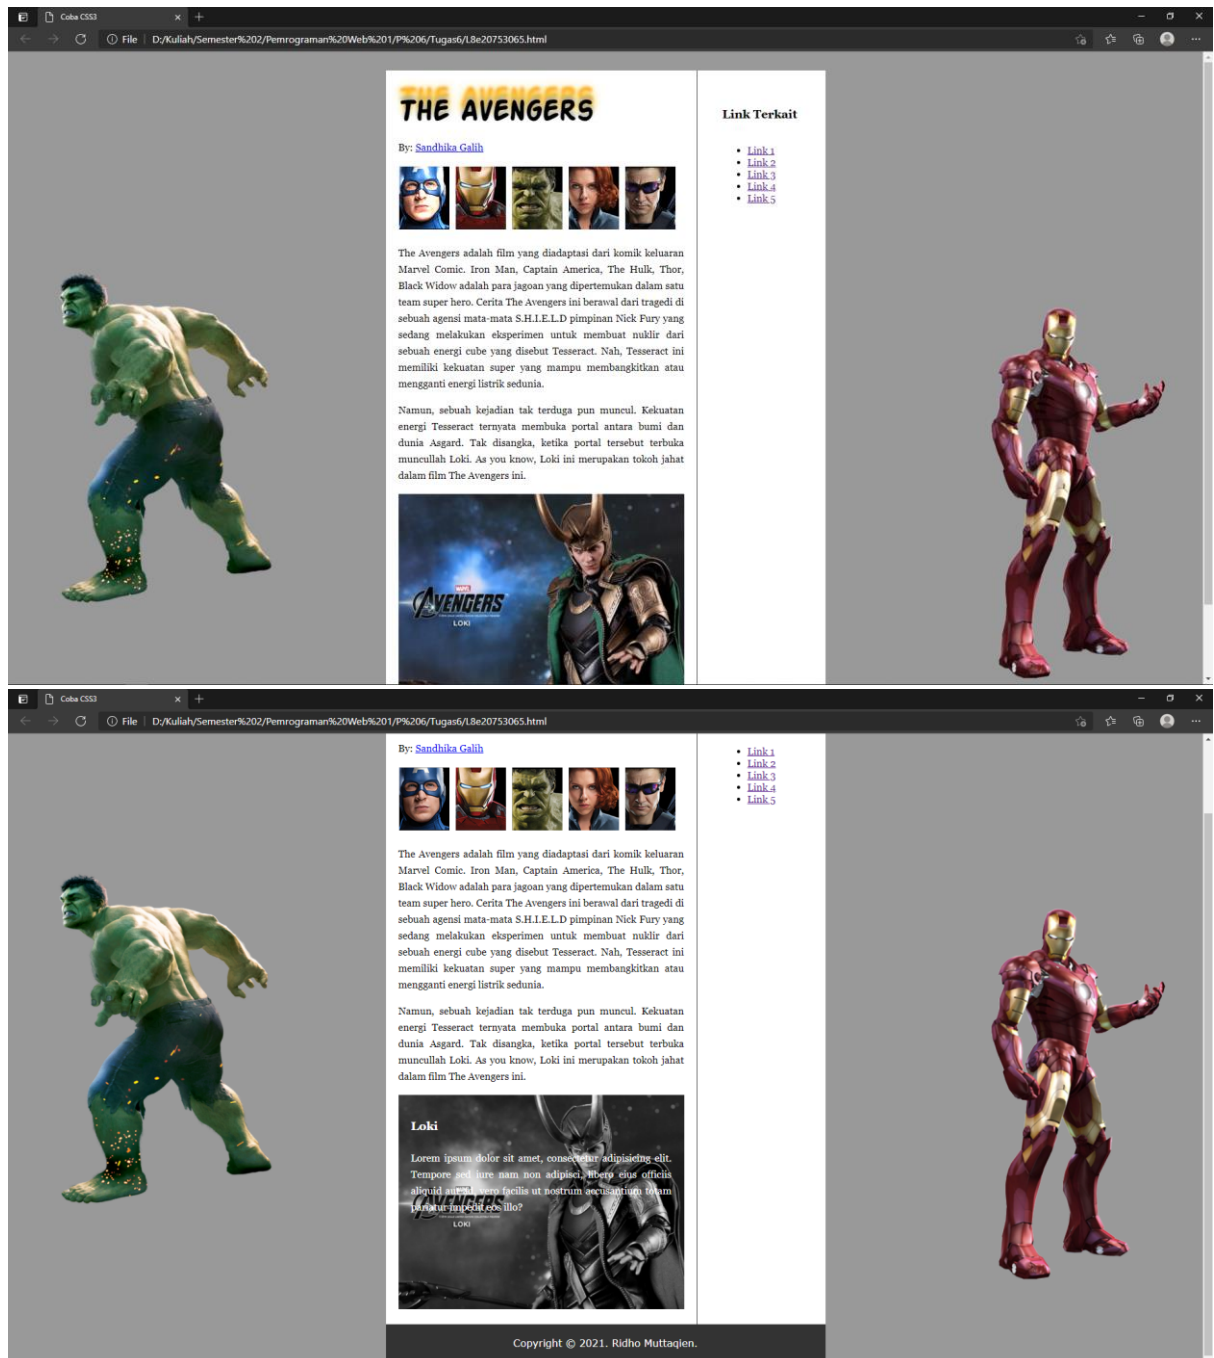 Coba CSS3
File D:/Kuliah/Semester%202/Pemrograman%20Web%201/P%206/Tugas6/L8e20753065.html
THE AVENGERS
By: Sandhika Galih
The Avengers adalah film yang diadaptasi dari komik keluaran
Marvel Comic. Iron Man, Captain America, The Hulk, Thor,
Black Widow adalah para jagoan yang dipertemukan dalam satu
team super hero. Cerita The Avengers ini berawal dari tragedi di
sebuah agensi mata-mata S.H.I.E.L.D pimpinan Nick Fury yang
sedang melakukan eksperimen untuk membuat nuklir dari
sebuah energi cube yang disebut Tesseract. Nah, Tesseract ini
memiliki kekuatan super yang mampu membangkitkan atau
mengganti energi listrik sedunia.
Namun, sebuah kejadian tak terduga pun muncul. Kekuatan
energi Tesseract ternyata membuka portal antara bumi dan
dunia Asgard. Tak disangka, ketika portal tersebut terbuka
muncullah Loki. As you know, Loki ini merupakan tokoh jahat
dalam film The Avengers ini.
MARVEL
AVENGERS
LOKI
Link Terkait
Link 1
Link 2
Link 3
Link 4
Link 5
Coba CSS3
File D:/Kuliah/Semester%202/Pemrograman%20Web%201/P%206/Tugas6/L8e20753065.html
By: Sandhika Galih
The Avengers adalah film yang diadaptasi dari komik keluaran
Marvel Comic. Iron Man, Captain America, The Hulk, Thor,
Black Widow adalah para jagoan yang dipertemukan dalam satu
team super hero. Cerita The Avengers ini berawal dari tragedi di
sebuah agensi mata-mata S.H.I.E.L.D pimpinan Nick Fury yang
sedang melakukan eksperimen untuk membuat nuklir dari
sebuah energi cube yang disebut Tesseract. Nah, Tesseract ini
memiliki kekuatan super yang mampu membangkitkan atau
mengganti energi listrik sedunia.
Namun, sebuah kejadian tak terduga pun muncul. Kekuatan
energi Tesseract ternyata membuka portal antara bumi dan
dunia Asgard. Tak disangka, ketika portal tersebut terbuka
muncullah Loki. As you know, Loki ini merupakan tokoh jahat
dalam film The Avengers ini.
Loki
Lorem ipsum dolor sit amet, consectetur adipisicing elit.
Tempore sed iure nam non adipisci, libero eius officiis
aliquid aut id, vero facilis ut nostrum accusantium totam
pariatur impedit eos illo?
AVENGERS
LOKI
Link 1
Link 2
Link 3
Link 4
Link 5
Copyright © 2021. Ridho Muttaqien.